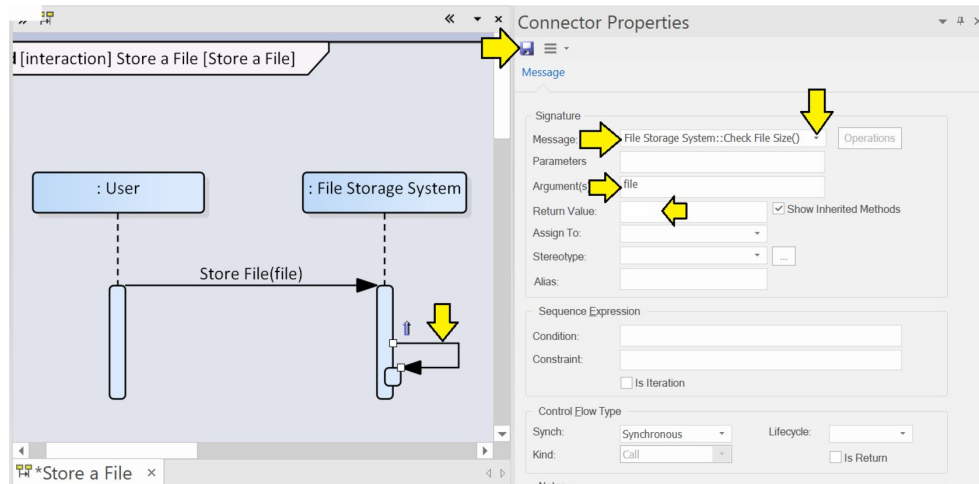 Connector Properties
[interaction] Store a File [Store a File]
Message
Signature
Message: File Storage System::Check File Size() Operations
Parameters
: User
: File Storage System
Argument(s) file
Return Value: Show Inherited Methods
Assign To:
Stereotype: ...
Alias:
Store File(file)
Sequence Expression
Condition:
Constraint:
Is Iteration
Control Flow Type
Synch: Synchronous Lifecycle:
Kind: Call Is Return
*Store a File ×